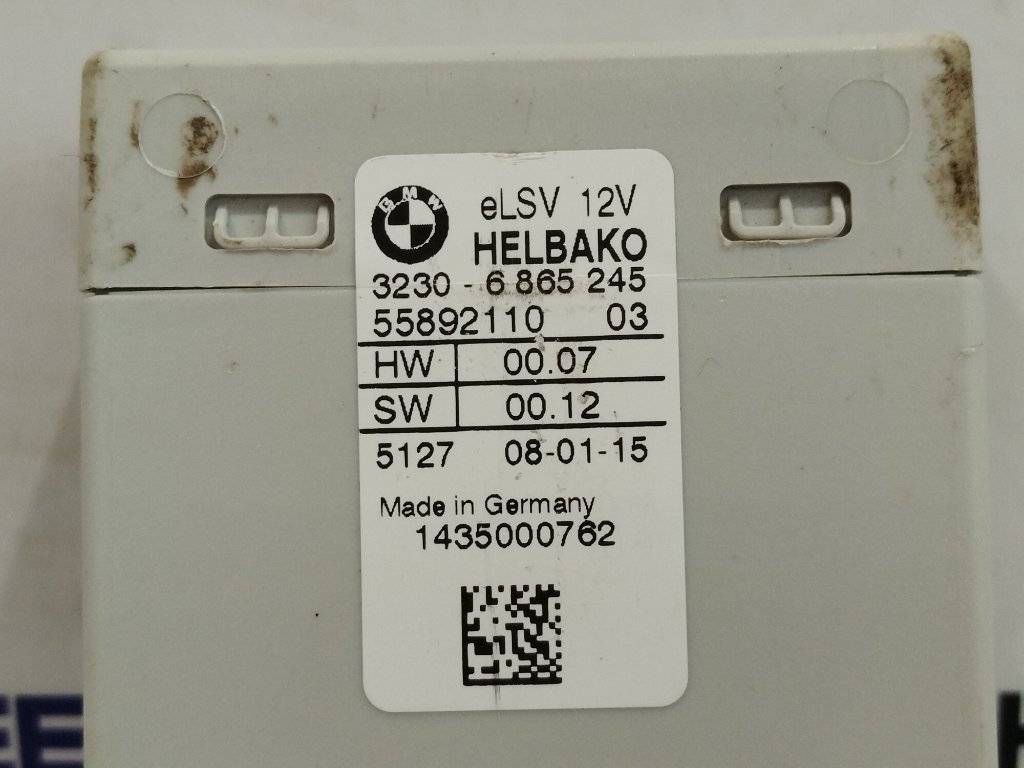 BMW
eLSV 12V
HELBAKO
3230 - 6 865 245
55892110 03
HW 00.07
SW 00.12
5127 08-01-15
Made in Germany
1435000762